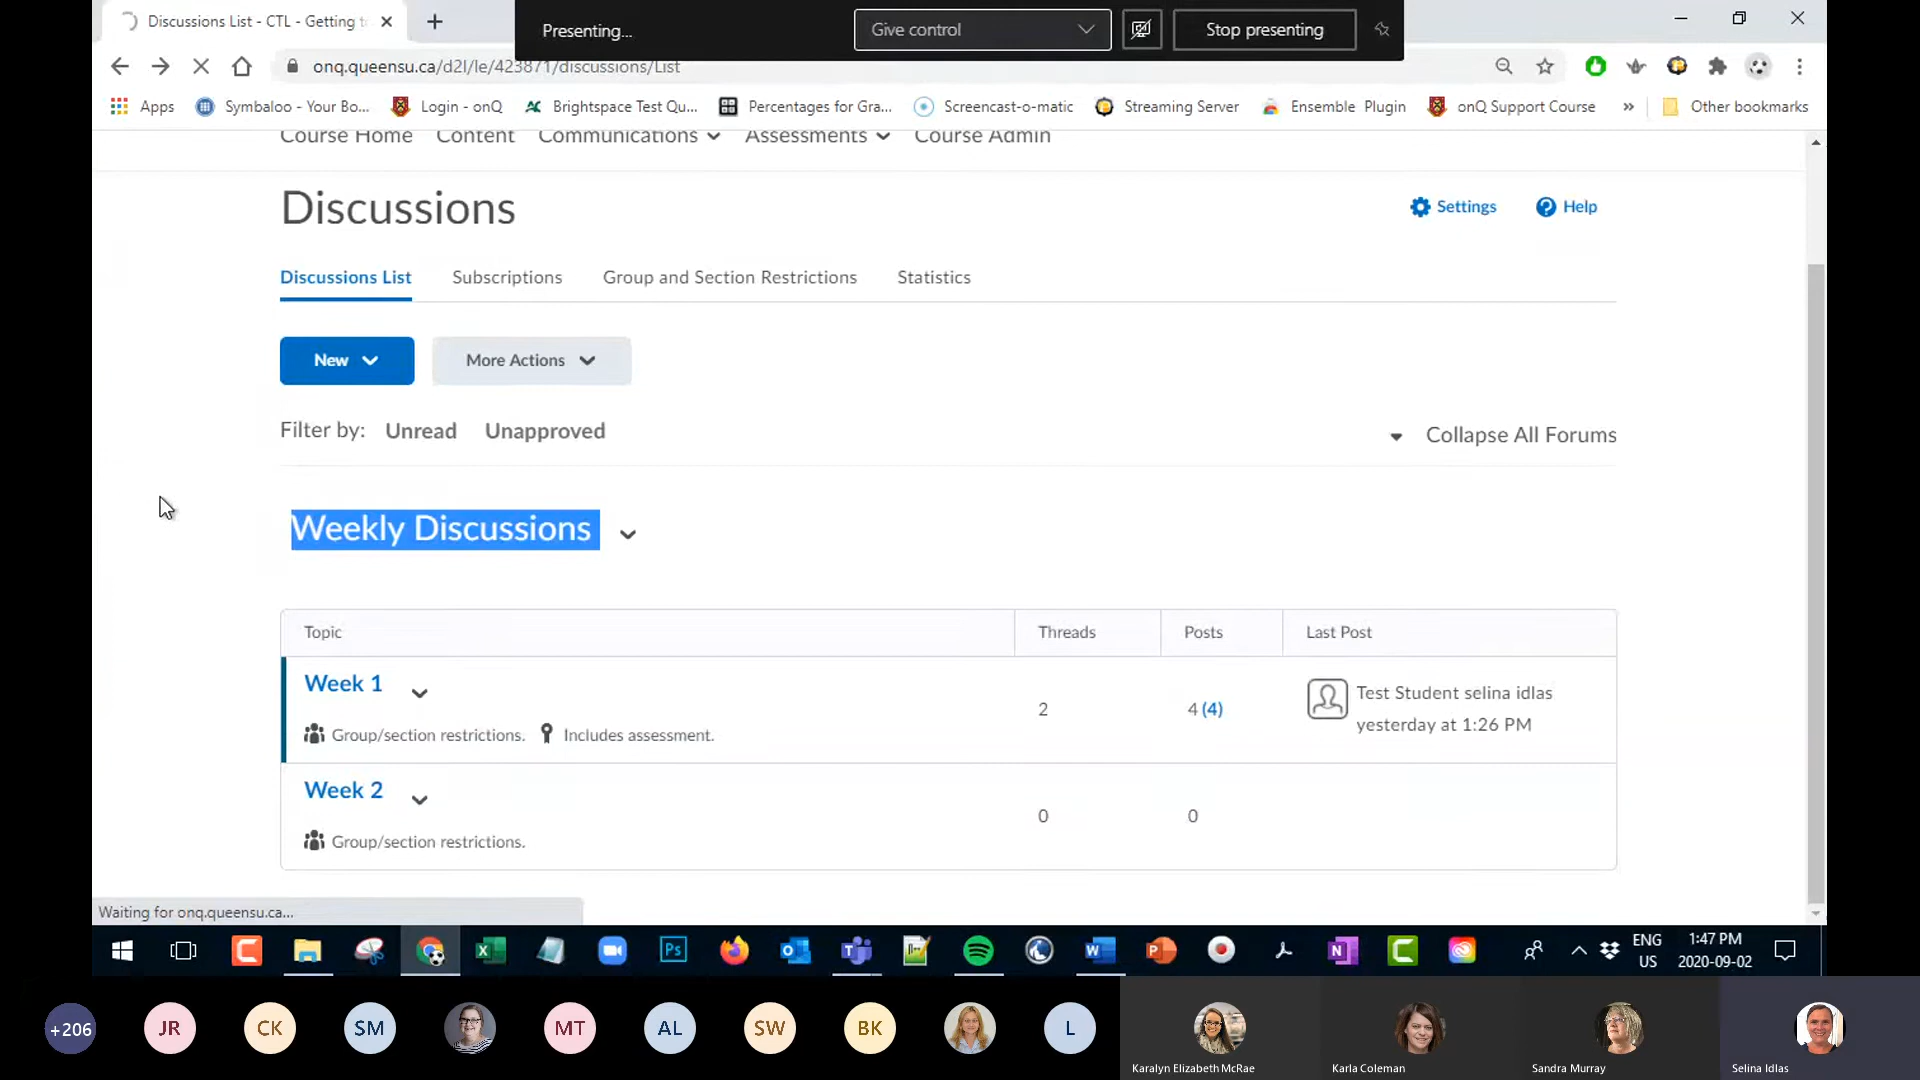 Discussions List - CTL - Getting t
Presenting...
Give control
Stop presenting
onq.queensu.ca/d2l/le/423871/discussions/List
Apps
Symbaloo - Your Bo...
Login - onQ
Brightspace Test Qu...
Percentages for Gra...
Screencast-o-matic
Streaming Server
Ensemble Plugin
onQ Support Course
»
Other bookmarks
Course Home
Content
Communications
Assessments
Course Admin
Discussions
Settings
Help
Discussions List
Subscriptions
Group and Section Restrictions
Statistics
New
More Actions
Filter by:
Unread
Unapproved
Collapse All Forums
Weekly Discussions
Topic
Threads
Posts
Last Post
Week 1
Group/section restrictions.
Includes assessment.
2
4 (4)
Test Student selina idlas
yesterday at 1:26 PM
Week 2
Group/section restrictions.
0
0
Waiting for onq.queensu.ca...
ENG
US
1:47 PM
2020-09-02
+206
JR
CK
SM
MT
AL
SW
BK
L
Karalyn Elizabeth McRae
Karla Coleman
Sandra Murray
Selina Idlas